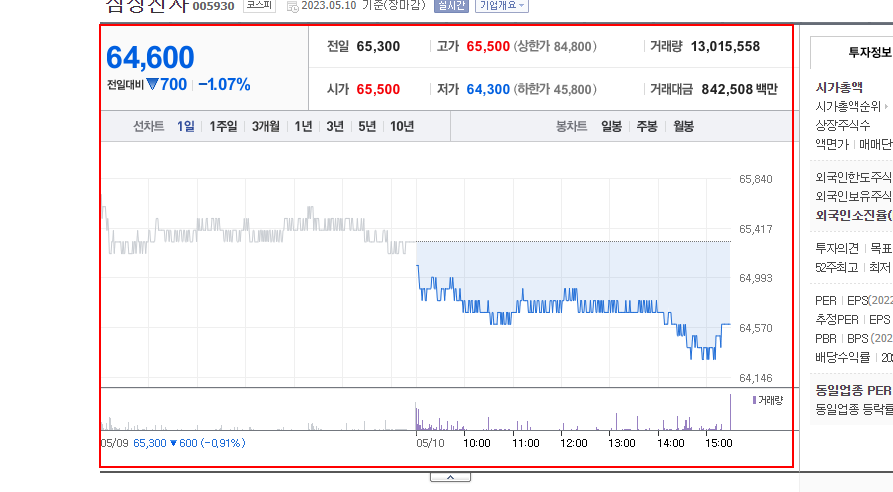 삼성전자 005930 코스피 2023.05.10 기준(장마감) 실시간 기업개요
64,600
전일대비 ▼700 -1.07%
전일 65,300 고가 65,500 (상한가 84,800) 거래량 13,015,558
시가 65,500 저가 64,300 (하한가 45,800) 거래대금 842,508 백만
선차트 1일 1주일 3개월 1년 3년 5년 10년 봉차트 일봉 주봉 월봉
65,840
65,417
64,993
64,570
64,146
거래량
05/09 65,300 ▼600 (-0.91%) 05/10 10:00 11:00 12:00 13:00 14:00 15:00
투자정보
시가총액
시가총액순위
상장주식수
액면가 매매단
외국인한도주식
외국인보유주식
외국인소진율(
투자의견 목표
52주최고 최저
PER EPS(2022
추정PER EPS
PBR BPS (202
배당수익률 20
동일업종 PER
동일업종 등락률